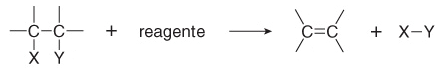 –C–C– + reagente ⟶ C=C + X–Y
X Y